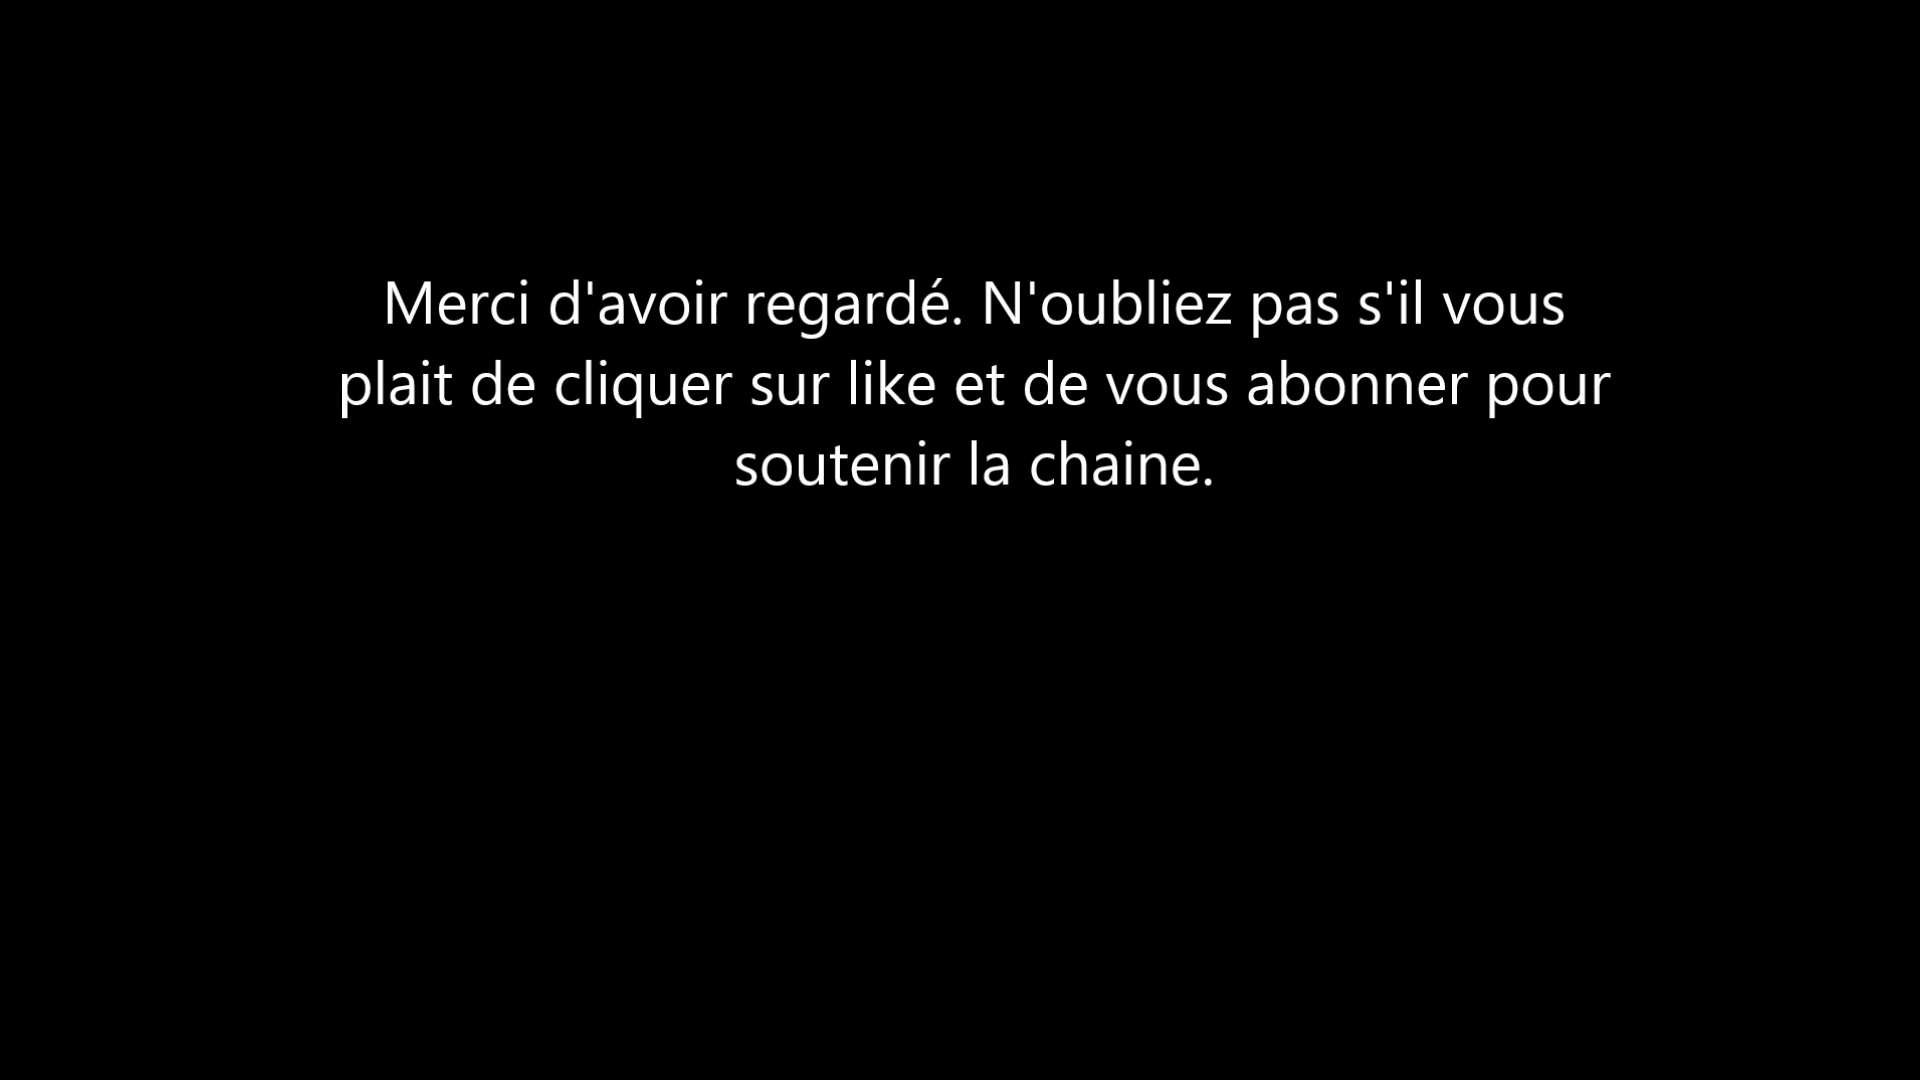 Merci d'avoir regardé. N'oubliez pas s'il vous
plait de cliquer sur like et de vous abonner pour
soutenir la chaine.